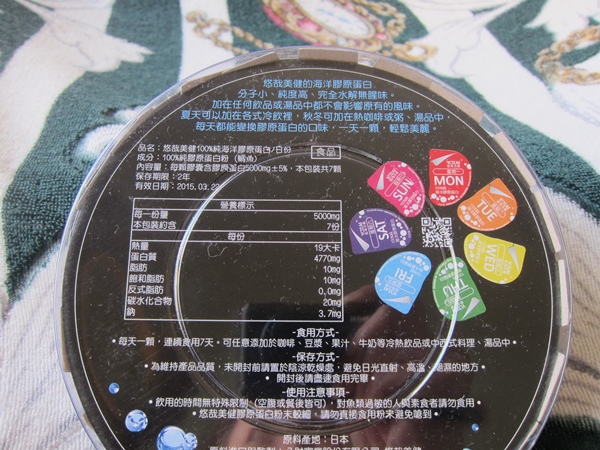 悠哉美健的海洋膠原蛋白
分子小、純度高、完全水解無腥味。
加在任何飲品或湯品中都不會影響原有的風味。
夏天可以加在各式冷飲裡，秋冬可加在熱咖啡或粥、湯品中
每天都能變換膠原蛋白的口味，一天一顆，輕鬆美麗。
品名：悠哉美健100%純海洋膠原蛋白7日份
食品
成分：100%純膠原蛋白粉（鯛魚）
內容量：每顆膠囊含膠原蛋白5000mg±5%，本包裝共7顆
保存期限：2年
有效日期：2015.03.22
營養標示
每一份量 5000mg
本包裝約含 7份
每份
熱量 19大卡
蛋白質 4770mg
脂肪 10mg
飽和脂肪 10mg
反式脂肪 0.0mg
碳水化合物 20mg
鈉 3.7mg
SUN
MON
TUE
WED
THU
FRI
SAT
-食用方式-
• 每天一顆，連續食用7天。可任意添加於咖啡、豆漿、果汁、牛奶等冷熱飲品或中西式料理、湯品中
-保存方式-
• 為維持產品品質，未開封前請置於陰涼乾燥處，避免日光直射、高溫、潮濕的地方
• 開封後請盡速食用完畢
-使用注意事項-
• 飲用的時間無特殊限制（空腹或餐後皆可），對魚類過敏的人與素食者請勿食用
• 悠哉美健膠原蛋白粉末較細，請勿直接食用粉末避免嗆到
原料產地：日本